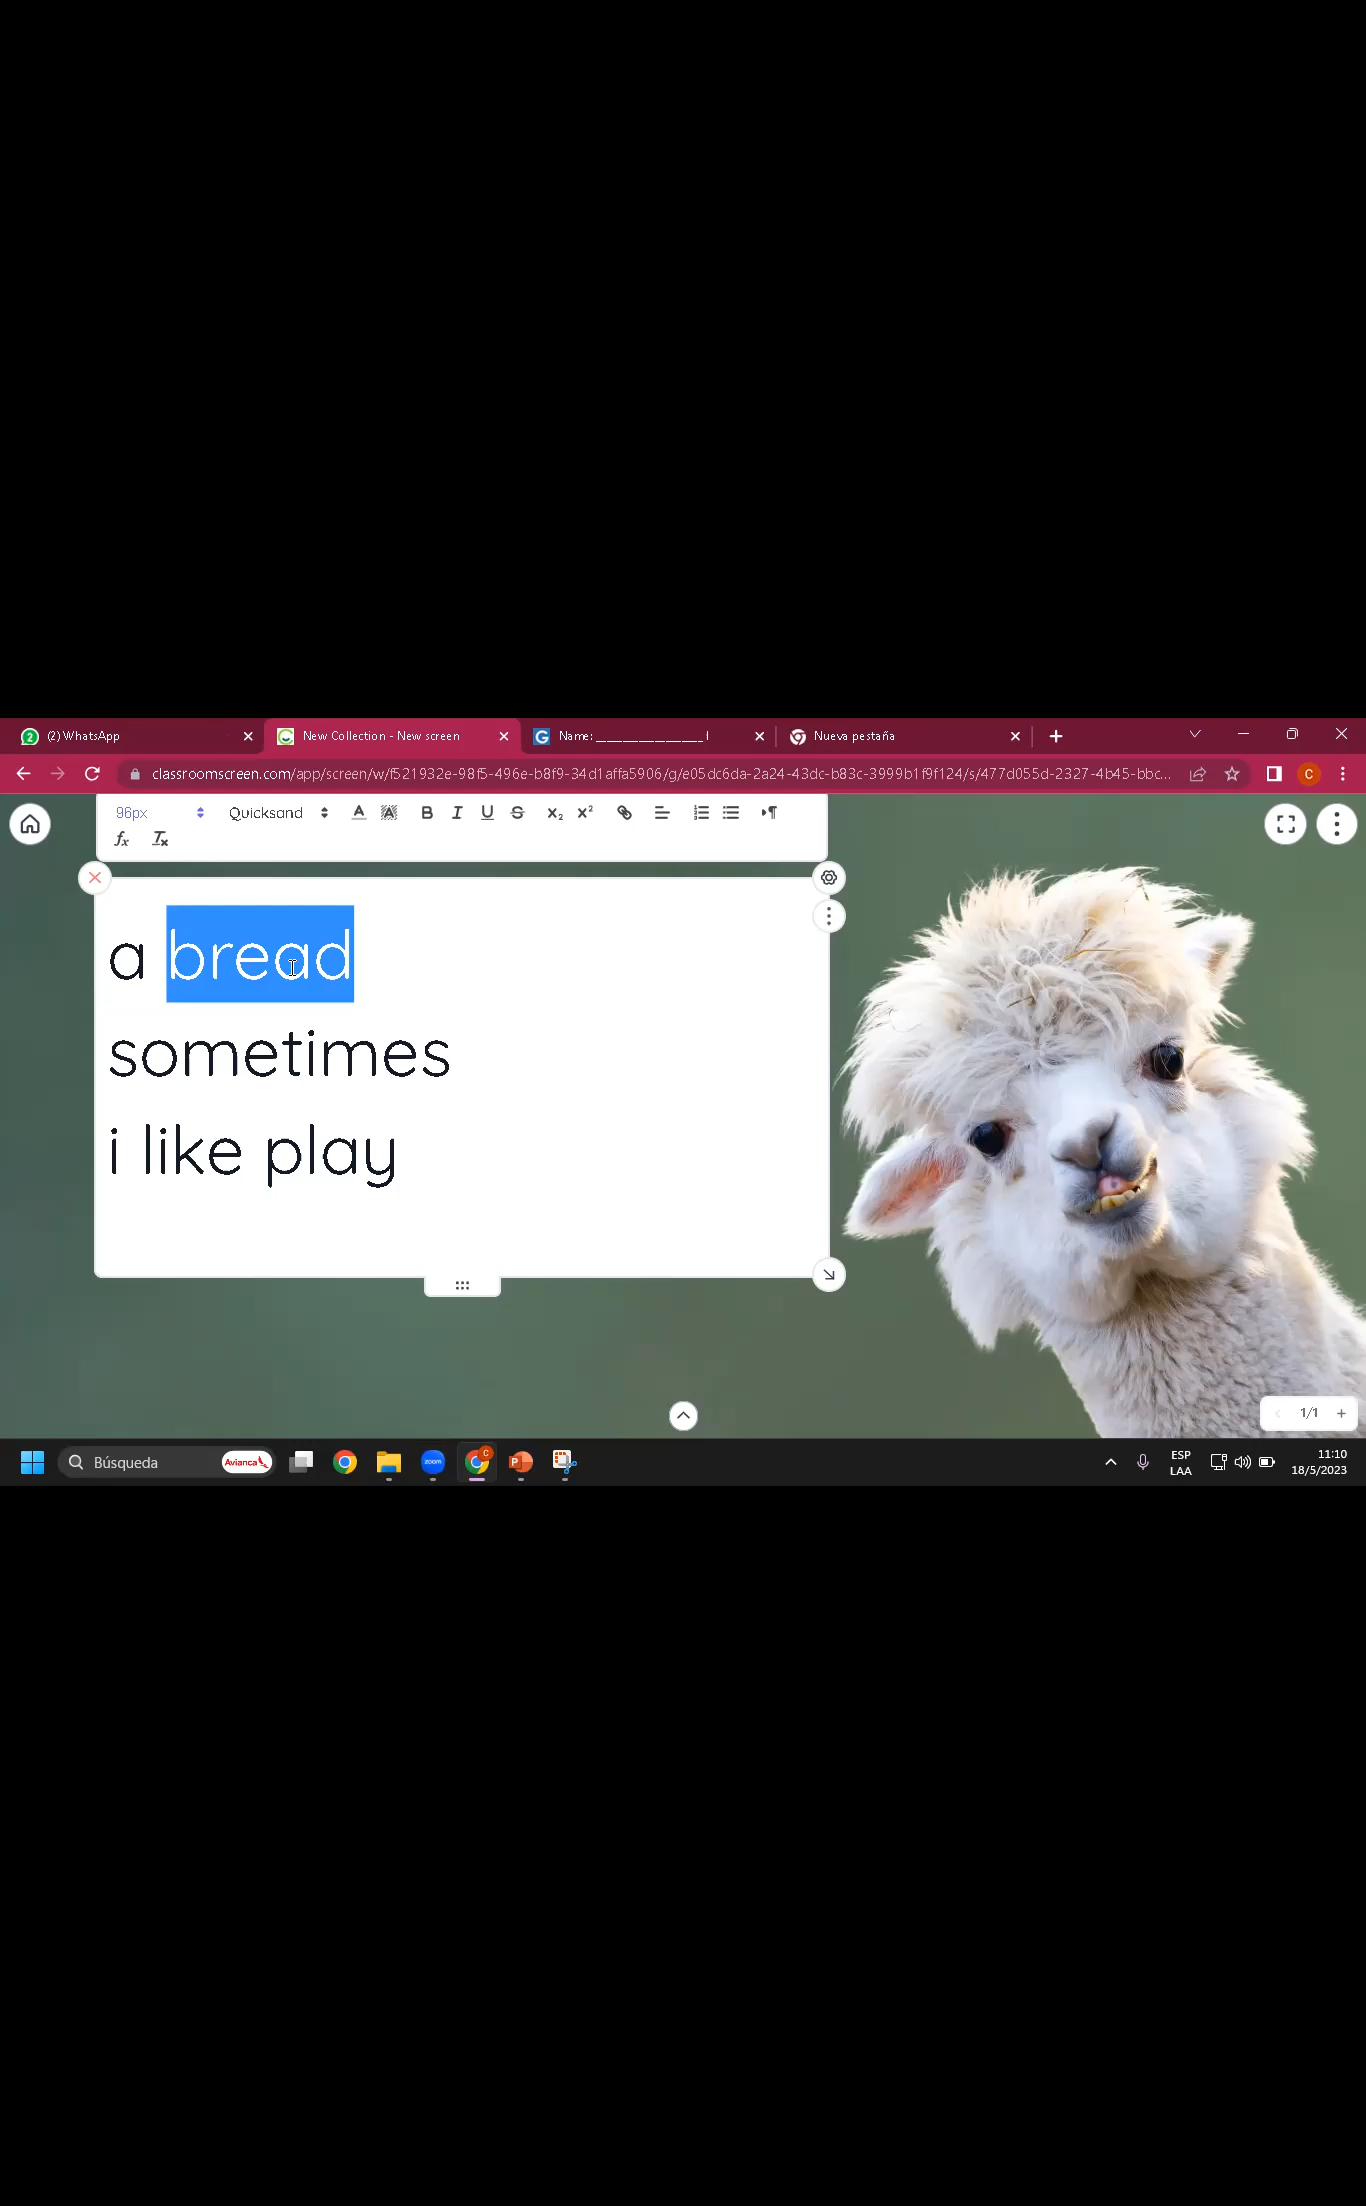 (2) WhatsApp
New Collection - New screen
Name: __________________ I
Nueva pestaña
classroomscreen.com/app/screen/w/f521932e-98f5-496e-b8f9-34d1affa5906/g/e05dc6da-2a24-43dc-b83c-3999b1f9f124/s/477d055d-2327-4b45-bbc...
C
96px
Quicksand
a bread
sometimes
i like play
1/1
Búsqueda
Avianca
zoom
ESP
LAA
11:10
18/5/2023